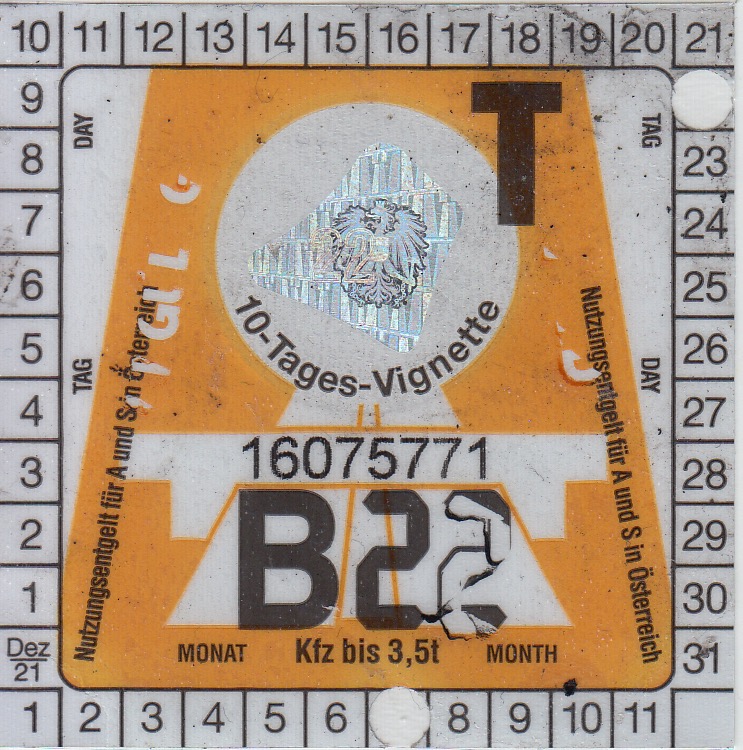 10 11 12 13 14 15 16 17 18 19 20 21
9
8
7
6
5
4
3
2
1
Dez
21
DAY
TAG
T
TAG
DAY
10-Tages-Vignette
Nutzungsentgelt für A und S in Österreich
Nutzungsentgelt für A und S in Österreich
16075771
B22
MONAT Kfz bis 3,5t MONTH
23
24
25
26
27
28
29
30
31
1 2 3 4 5 6 8 9 10 11